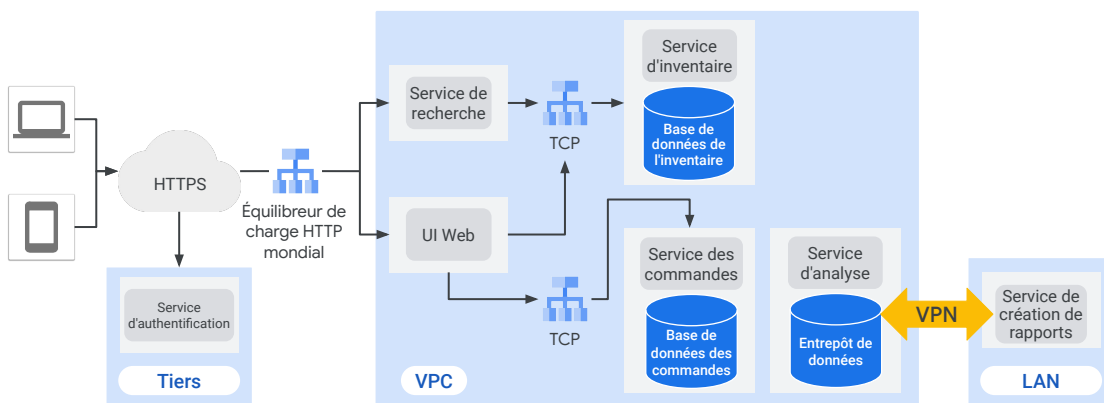 HTTPS
Équilibreur de
charge HTTP
mondial
Service
d'authentification
Tiers
Service de
recherche
TCP
Service
d'inventaire
Base de
données de
l'inventaire
UI Web
TCP
Service des
commandes
Base de
données des
commandes
Service
d'analyse
Entrepôt de
données
VPC
VPN
Service de
création de
rapports
LAN